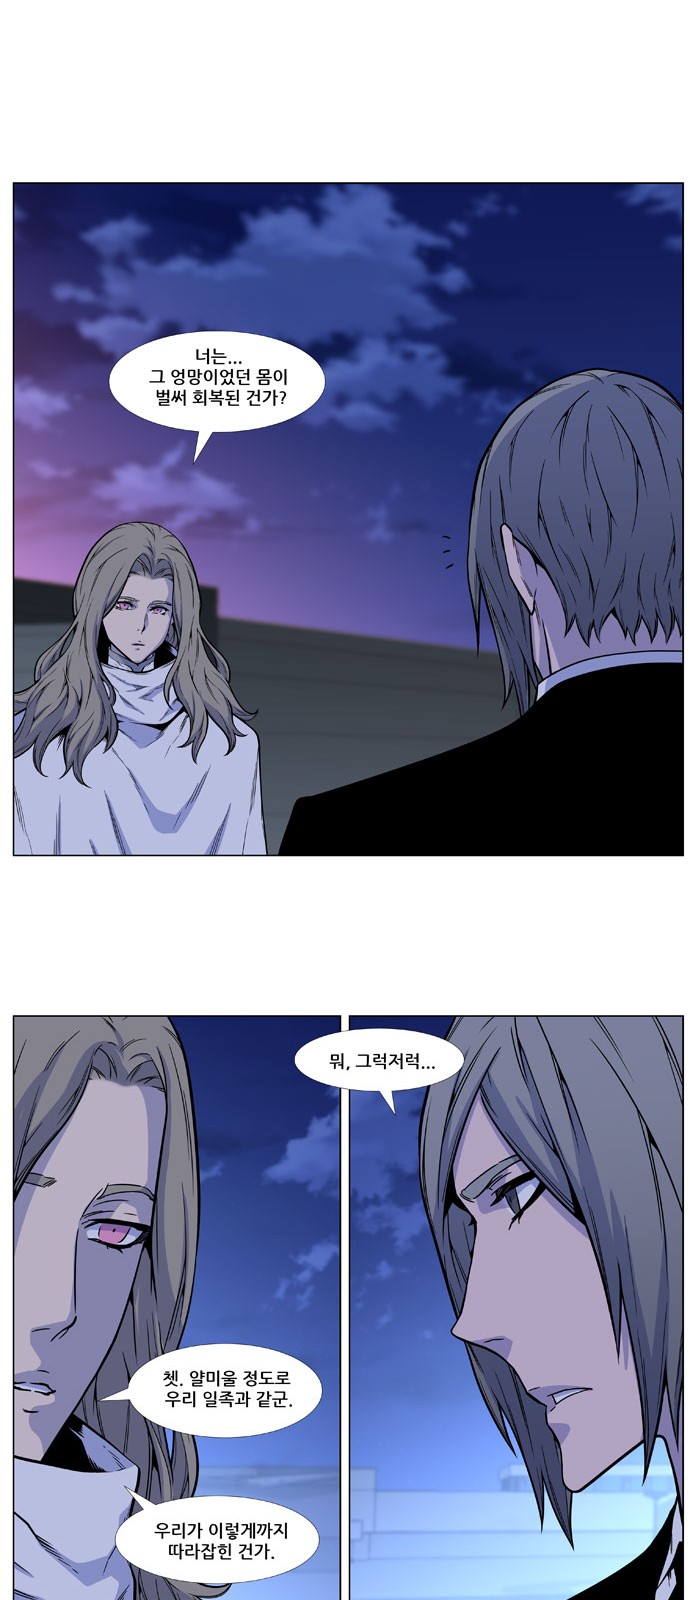 너는...
그 엉망이었던 몸이
벌써 회복된 건가?
뭐, 그럭저럭...
쳇. 얄미울 정도로
우리 일족과 같군.
우리가 이렇게까지
따라잡힌 건가.